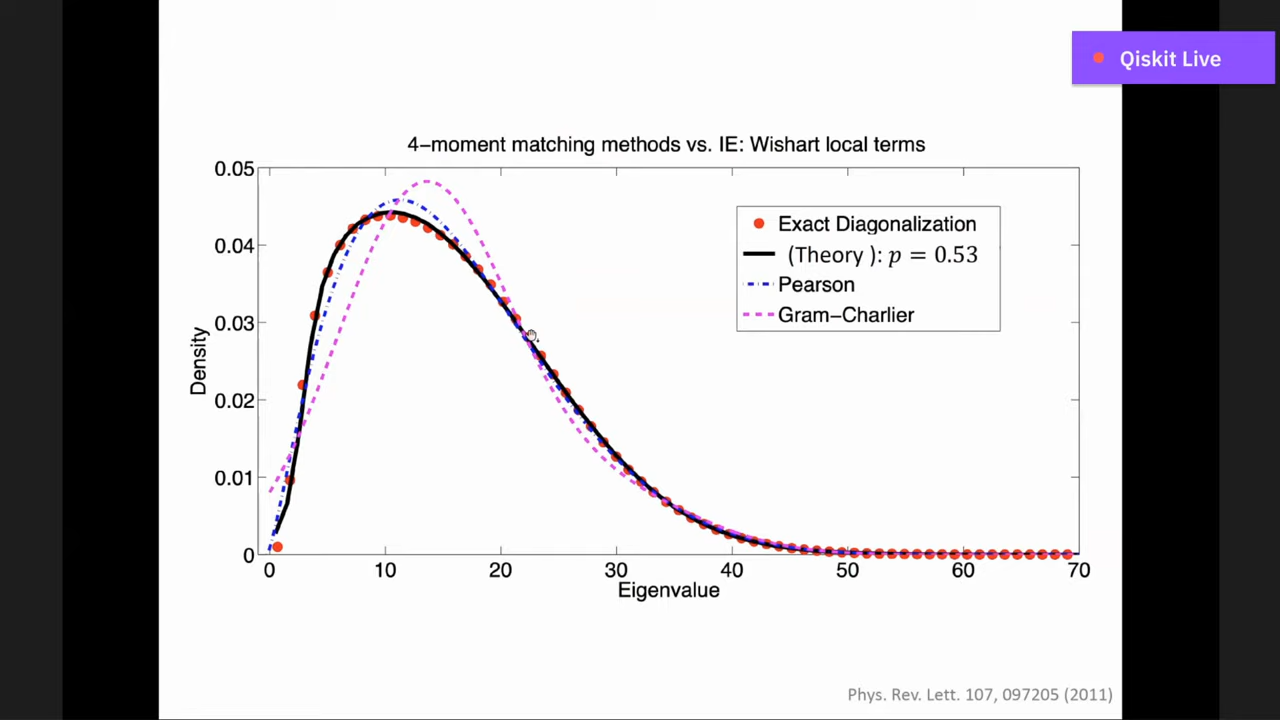 Qiskit Live
4−moment matching methods vs. IE: Wishart local terms
0.05
0.04
0.03
0.02
0.01
0
Density
Exact Diagonalization
(Theory ): p = 0.53
Pearson
Gram−Charlier
0 10 20 30 40 50 60 70
Eigenvalue
Phys. Rev. Lett. 107, 097205 (2011)